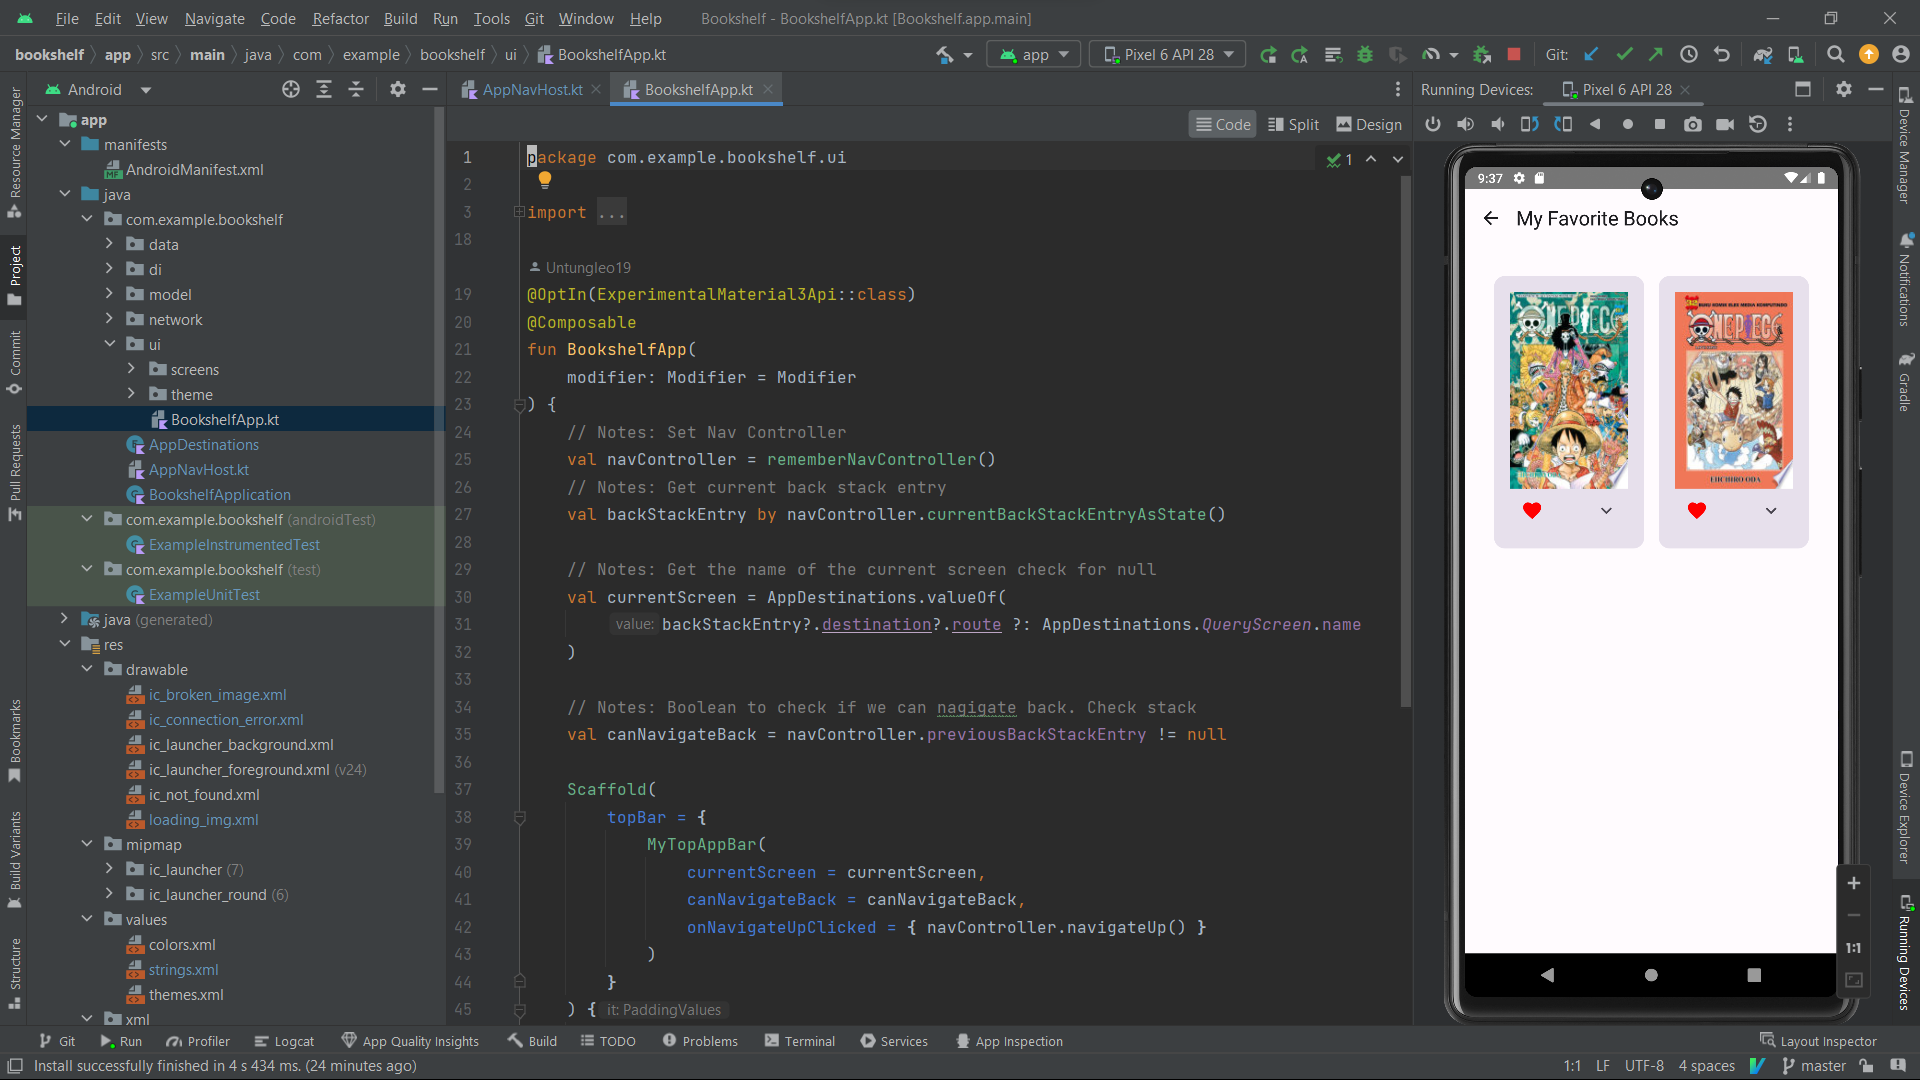 File Edit View Navigate Code Refactor Build Run Tools Git Window Help Bookshelf - BookshelfApp.kt [Bookshelf.app.main]
bookshelf app src main java com example bookshelf ui BookshelfApp.kt app Pixel 6 API 28 Git:
Android AppNavHost.kt BookshelfApp.kt Running Devices: Pixel 6 API 28
Code Split Design
Resource Manager
Project
Commit
Pull Requests
Bookmarks
Build Variants
Structure
app
manifests
MF
AndroidManifest.xml
java
com.example.bookshelf
data
di
model
network
ui
screens
theme
BookshelfApp.kt
AppDestinations
AppNavHost.kt
BookshelfApplication
com.example.bookshelf (androidTest)
ExampleInstrumentedTest
com.example.bookshelf (test)
ExampleUnitTest
java (generated)
res
drawable
ic_broken_image.xml
ic_connection_error.xml
ic_launcher_background.xml
ic_launcher_foreground.xml (v24)
ic_not_found.xml
loading_img.xml
mipmap
ic_launcher (7)
ic_launcher_round (6)
values
colors.xml
strings.xml
themes.xml
xml
1 package com.example.bookshelf.ui
1
2
3 import ...
18
Untungleo19
19 @OptIn(ExperimentalMaterial3Api::class)
20 @Composable
21 fun BookshelfApp(
22 modifier: Modifier = Modifier
23 ) {
24 // Notes: Set Nav Controller
25 val navController = rememberNavController()
26 // Notes: Get current back stack entry
27 val backStackEntry by navController.currentBackStackEntryAsState()
28
29 // Notes: Get the name of the current screen check for null
30 val currentScreen = AppDestinations.valueOf(
31 value: backStackEntry?.destination?.route ?: AppDestinations.QueryScreen.name
32 )
33
34 // Notes: Boolean to check if we can nagigate back. Check stack
35 val canNavigateBack = navController.previousBackStackEntry != null
36
37 Scaffold(
38 topBar = {
39 MyTopAppBar(
40 currentScreen = currentScreen,
41 canNavigateBack = canNavigateBack,
42 onNavigateUpClicked = { navController.navigateUp() }
43 )
44 }
45 ) { it: PaddingValues
9:37
My Favorite Books
ONE PIECE
ONE PIECE
EIICHIRO ODA
1:1
Device Manager
Notifications
Gradle
Device Explorer
Running Devices
Git Run Profiler Logcat App Quality Insights Build TODO Problems Terminal Services App Inspection Layout Inspector
Install successfully finished in 4 s 434 ms. (24 minutes ago) 1:1 LF UTF-8 4 spaces master